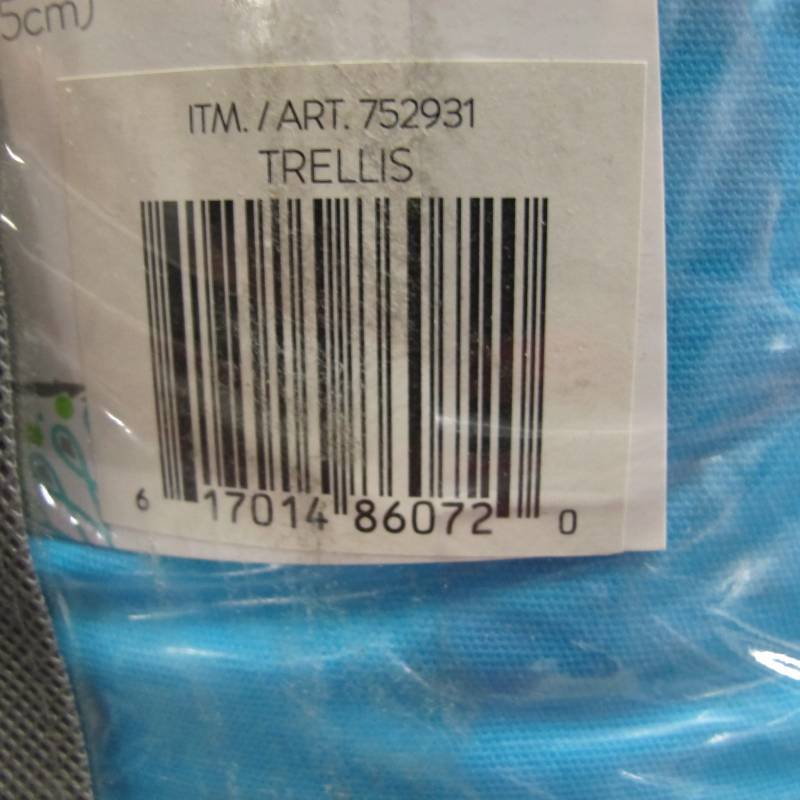 5cm)
ITM. / ART. 752931
TRELLIS
6 17014 86072 0